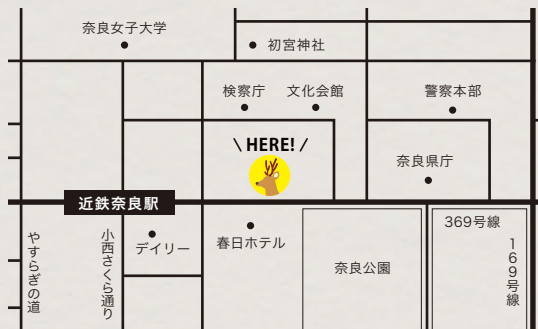 奈良女子大学
初宮神社
検察庁
文化会館
警察本部
\ HERE! /
奈良県庁
近鉄奈良駅
369号線
169号線
やすらぎの道
小西さくら通り
デイリー
春日ホテル
奈良公園